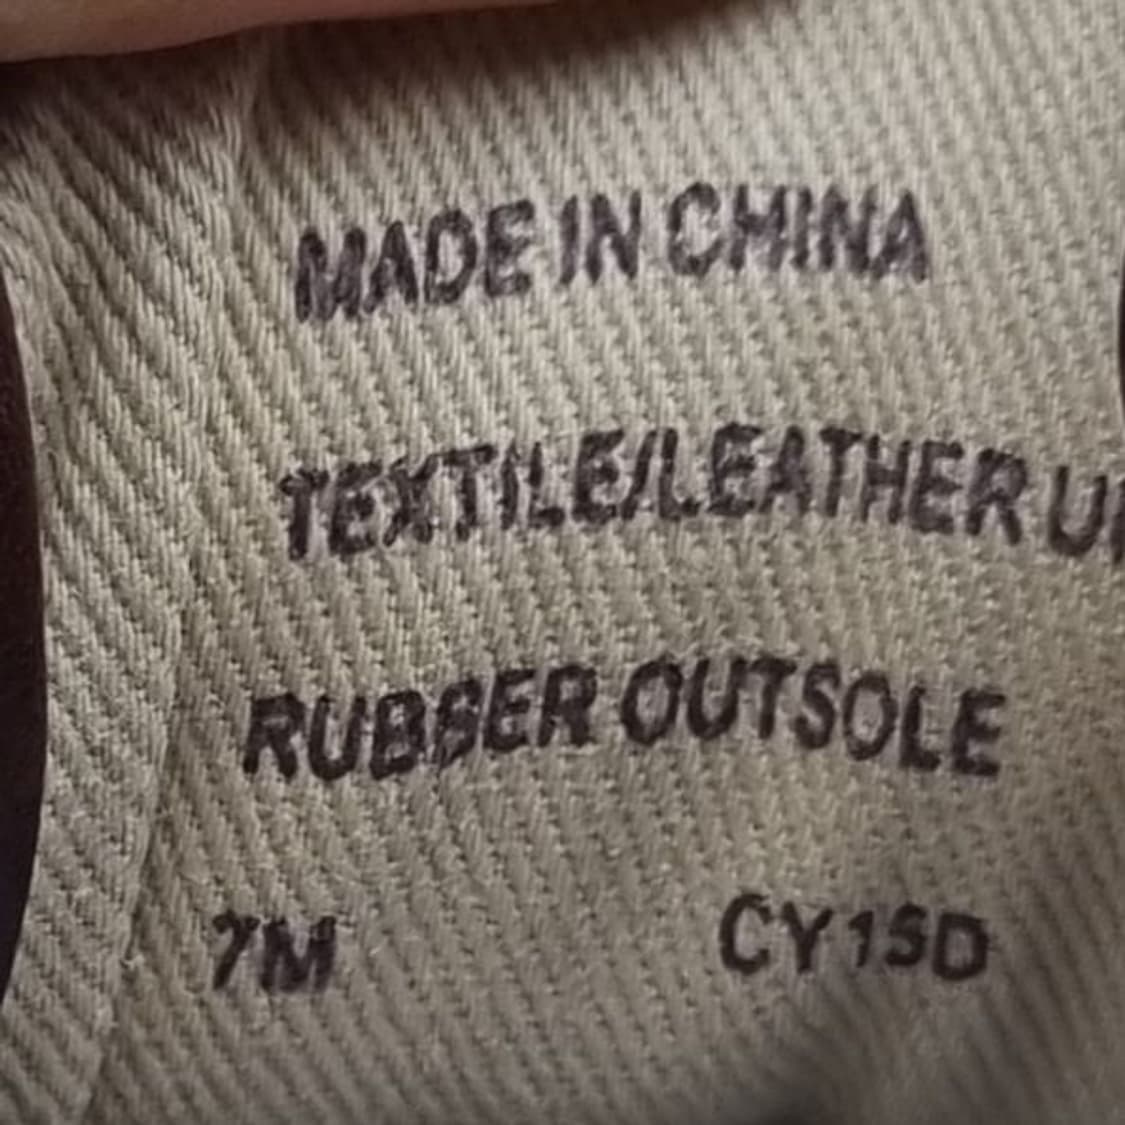 MADE IN CHINA
TEXTILE/LEATHER
RUBBER OUTSOLE
7M CY15D